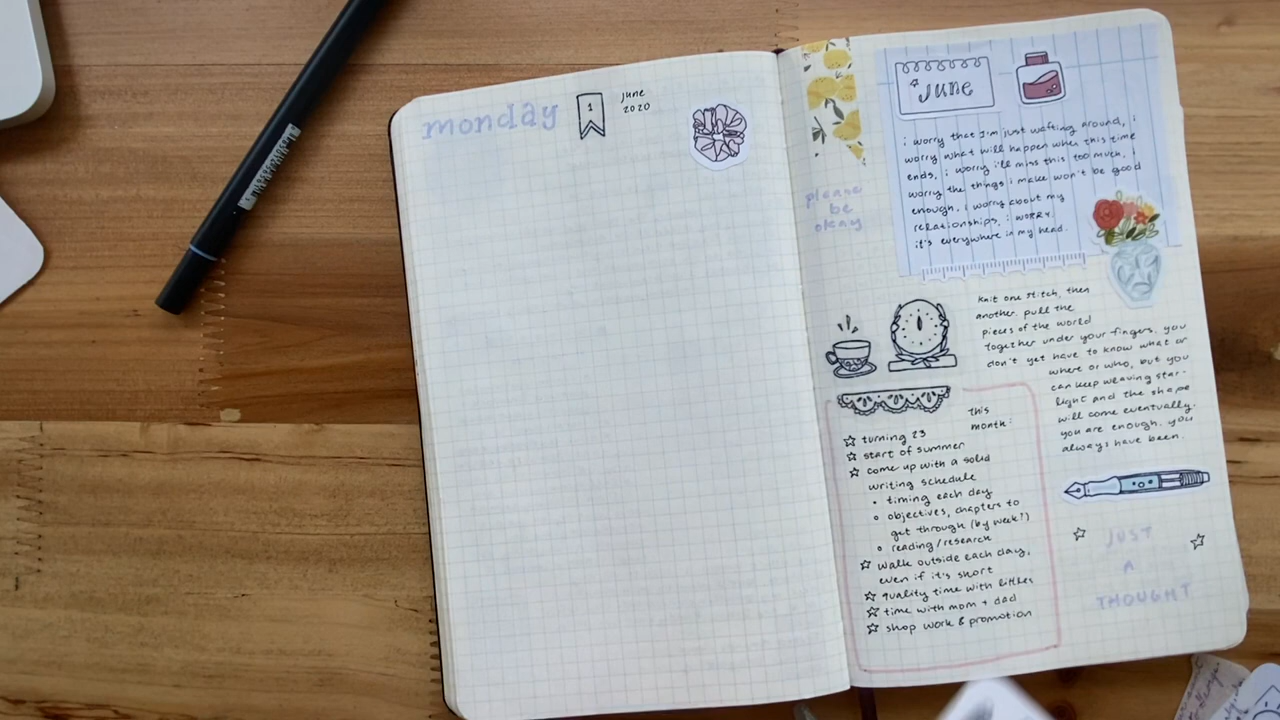 monday
1
june
2020
june
i worry that I'm just wafting around, i
worry what will happen when this time
ends, i worry i'll miss this too much, i
worry the things i make won't be good
enough, i worry about my
relationships, i worry.
it's everywhere in my head.
please
be
okay
knit one stitch, then
another. pull the
pieces of the world
together under your fingers. you
don't yet have to know what or
where or who, but you
can keep weaving star-
light and the shape
will come eventually.
you are enough. you
always have been.
this
month:
turning 23
start of summer
come up with a solid
writing schedule
timing each day
objectives, chapters to
get through (by week?)
reading/research
walk outside each day,
even if it's short
quality time with
time with mom + dad
shop work & promotion
JUST
A
THOUGHT